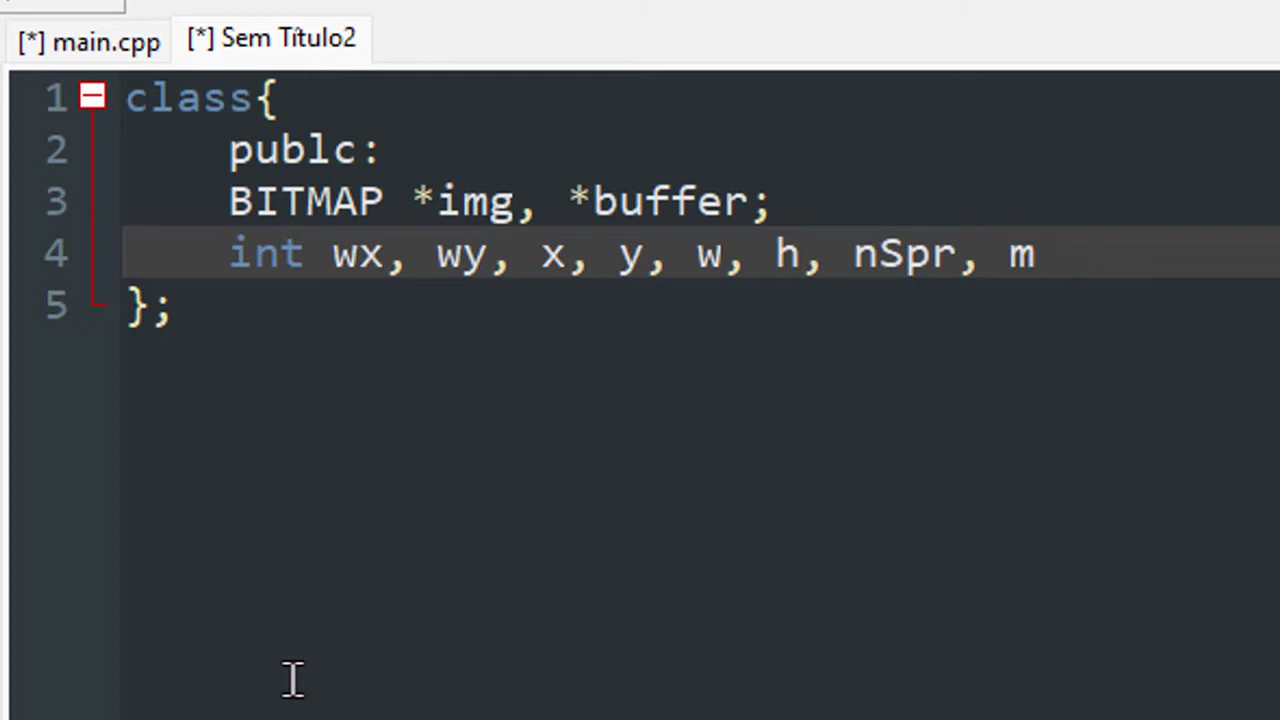 [*] main.cpp [*] Sem Título2
1 class{
2 publc:
3 BITMAP *img, *buffer;
4 int wx, wy, x, y, w, h, nSpr, m
5 };